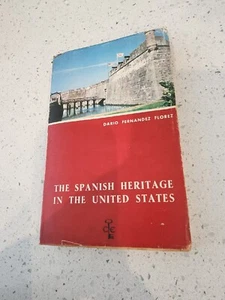 DARIO FERNANDEZ FLOREZ
THE SPANISH HERITAGE
IN THE UNITED STATES